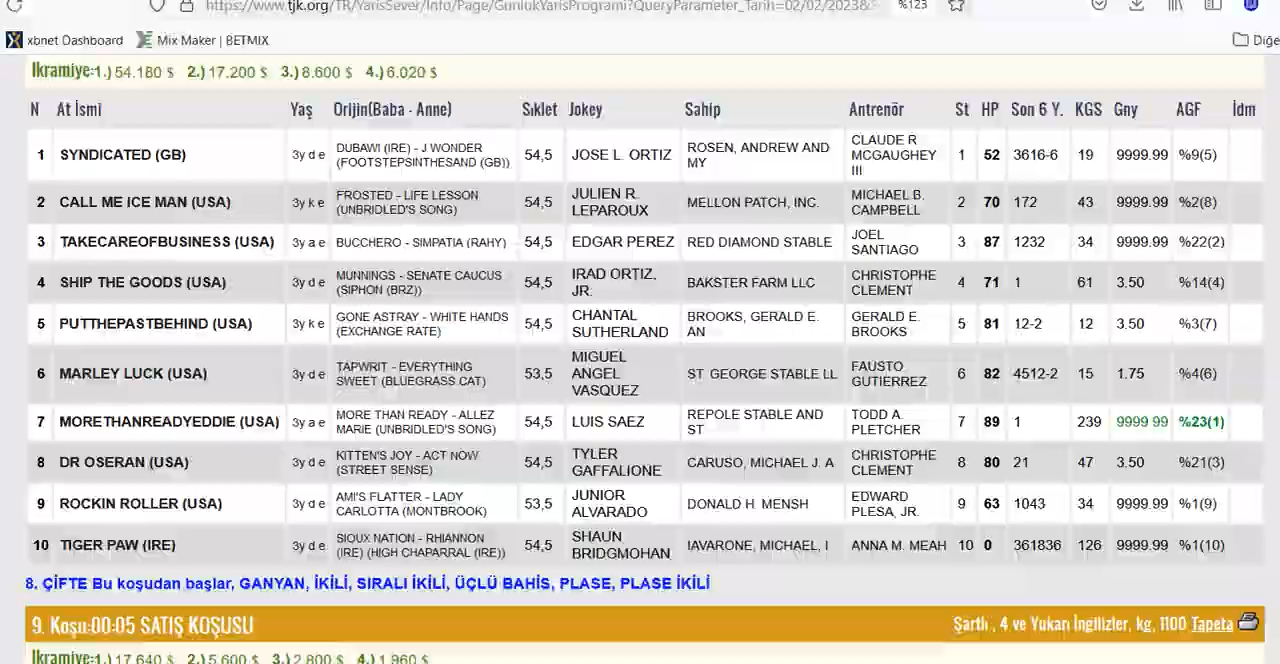 https://www.tjk.org/TR/YarisSever/Info/Page/GunlukYarisProgrami?QueryParameter_Tarih=02/02/2023& %123
xbnet Dashboard Mix Maker | BETMIX Diğe
İkramiye:1.)54.180 $ 2.)17.200 $ 3.)8.600 $ 4.)6.020 $
N At İsmi Yaş Orijin(Baba - Anne) Sıklet Jokey Sahip Antrenör St HP Son 6 Y. KGS Gny AGF İdm
1 SYNDICATED (GB) 3y d e DUBAWI (IRE) - J WONDER (FOOTSTEPSINTHESAND (GB)) 54,5 JOSE L. ORTIZ ROSEN, ANDREW AND MY CLAUDE R MCGAUGHEY III 1 52 3616-6 19 9999.99 %9(5)
2 CALL ME ICE MAN (USA) 3y k e FROSTED - LIFE LESSON (UNBRIDLED'S SONG) 54,5 JULIEN R. LEPAROUX MELLON PATCH, INC. MICHAEL B. CAMPBELL 2 70 172 43 9999.99 %2(8)
3 TAKECAREOFBUSINESS (USA) 3y a e BUCCHERO - SIMPATIA (RAHY) 54,5 EDGAR PEREZ RED DIAMOND STABLE JOEL SANTIAGO 3 87 1232 34 9999.99 %22(2)
4 SHIP THE GOODS (USA) 3y d e MUNNINGS - SENATE CAUCUS (SIPHON (BRZ)) 54,5 IRAD ORTIZ, JR. BAKSTER FARM LLC CHRISTOPHE CLEMENT 4 71 1 61 3.50 %14(4)
5 PUTTHEPASTBEHIND (USA) 3y k e GONE ASTRAY - WHITE HANDS (EXCHANGE RATE) 54,5 CHANTAL SUTHERLAND BROOKS, GERALD E. AN GERALD E. BROOKS 5 81 12-2 12 3.50 %3(7)
6 MARLEY LUCK (USA) 3y d e TAPWRIT - EVERYTHING SWEET (BLUEGRASS CAT) 53,5 MIGUEL ANGEL VASQUEZ ST. GEORGE STABLE LL FAUSTO GUTIERREZ 6 82 4512-2 15 1.75 %4(6)
7 MORETHANREADYEDDIE (USA) 3y a e MORE THAN READY - ALLEZ MARIE (UNBRIDLED'S SONG) 54,5 LUIS SAEZ REPOLE STABLE AND ST TODD A. PLETCHER 7 89 1 239 9999.99 %23(1)
8 DR OSERAN (USA) 3y d e KITTEN'S JOY - ACT NOW (STREET SENSE) 54,5 TYLER GAFFALIONE CARUSO, MICHAEL J. A CHRISTOPHE CLEMENT 8 80 21 47 3.50 %21(3)
9 ROCKIN ROLLER (USA) 3y d e AMI'S FLATTER - LADY CARLOTTA (MONTBROOK) 53,5 JUNIOR ALVARADO DONALD H. MENSH EDWARD PLESA, JR. 9 63 1043 34 9999.99 %1(9)
10 TIGER PAW (IRE) 3y d e SIOUX NATION - RHIANNON (IRE) (HIGH CHAPARRAL (IRE)) 54,5 SHAUN BRIDGMOHAN IAVARONE, MICHAEL, I ANNA M. MEAH 10 0 361836 126 9999.99 %1(10)
8. ÇİFTE Bu koşudan başlar, GANYAN, İKİLİ, SIRALI İKİLİ, ÜÇLÜ BAHİS, PLASE, PLASE İKİLİ
9. Koşu:00:05 SATIŞ KOŞUSU Şartlı , 4 ve Yukarı İngilizler, kg, 1100 Tapeta
İkramiye:1.)17.640 $ 2.)5.600 $ 3.)2.800 $ 4.)1.960 $